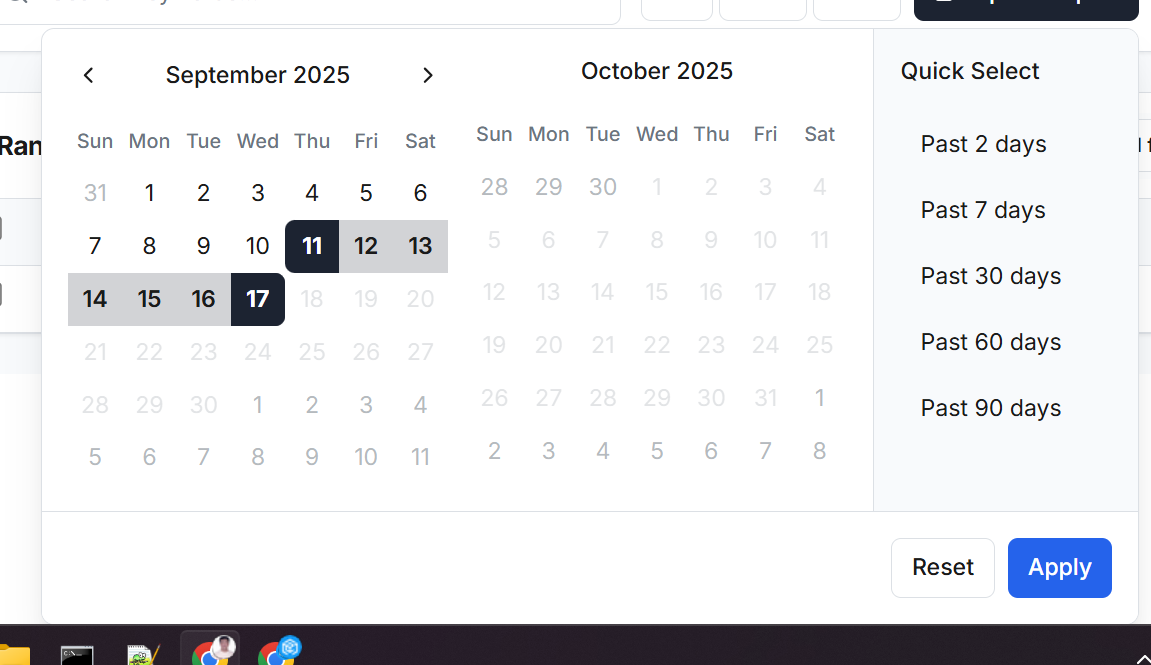 September 2025
Sun Mon Tue Wed Thu Fri Sat
31 1 2 3 4 5 6
7 8 9 10 11 12 13
14 15 16 17 18 19 20
21 22 23 24 25 26 27
28 29 30 1 2 3 4
5 6 7 8 9 10 11
October 2025
Sun Mon Tue Wed Thu Fri Sat
28 29 30 1 2 3 4
5 6 7 8 9 10 11
12 13 14 15 16 17 18
19 20 21 22 23 24 25
26 27 28 29 30 31 1
2 3 4 5 6 7 8
Quick Select
Past 2 days
Past 7 days
Past 30 days
Past 60 days
Past 90 days
Reset
Apply
Ran